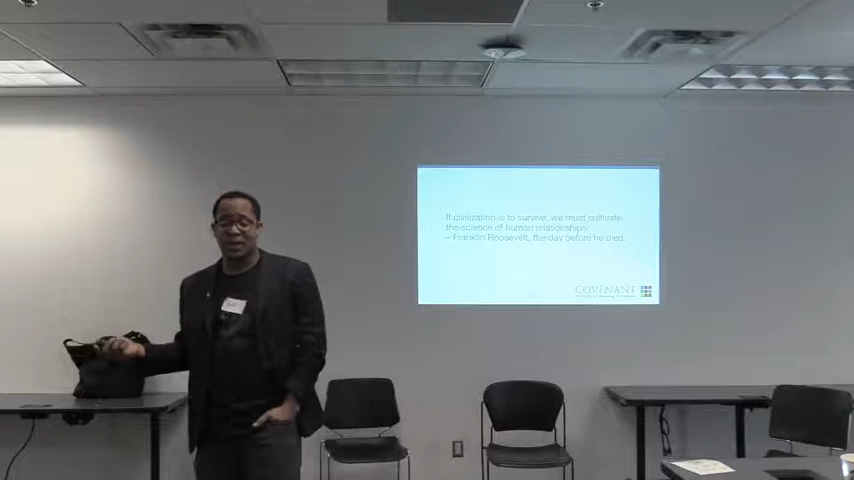 If civilization is to survive, we must cultivate
the science of human relationships.
– Franklin Roosevelt, the day before he died.
COVENANT